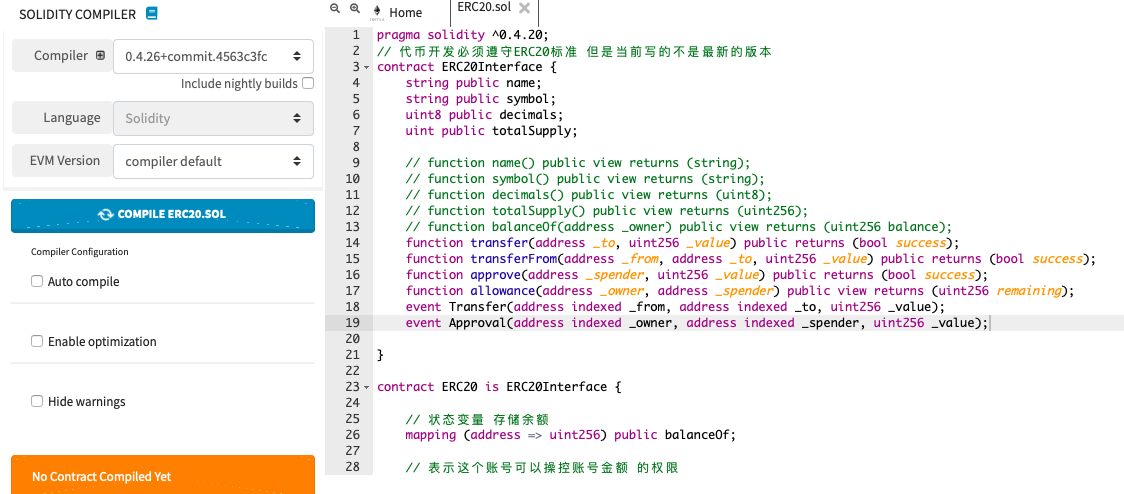 SOLIDITY COMPILER
Compiler
0.4.26+commit.4563c3fc
Include nightly builds
Language
Solidity
EVM Version
compiler default
COMPILE ERC20.SOL
Compiler Configuration
Auto compile
Enable optimization
Hide warnings
No Contract Compiled Yet
Home
ERC20.sol
1 pragma solidity ^0.4.20;
2 // 代币开发必须遵守ERC20标准 但是当前写的不是最新的版本
3 contract ERC20Interface {
4 string public name;
5 string public symbol;
6 uint8 public decimals;
7 uint public totalSupply;
8
9 // function name() public view returns (string);
10 // function symbol() public view returns (string);
11 // function decimals() public view returns (uint8);
12 // function totalSupply() public view returns (uint256);
13 // function balanceOf(address _owner) public view returns (uint256 balance);
14 function transfer(address _to, uint256 _value) public returns (bool success);
15 function transferFrom(address _from, address _to, uint256 _value) public returns (bool success);
16 function approve(address _spender, uint256 _value) public returns (bool success);
17 function allowance(address _owner, address _spender) public view returns (uint256 remaining);
18 event Transfer(address indexed _from, address indexed _to, uint256 _value);
19 event Approval(address indexed _owner, address indexed _spender, uint256 _value);
20
21 }
22
23 contract ERC20 is ERC20Interface {
24
25 // 状态变量 存储余额
26 mapping (address => uint256) public balanceOf;
27
28 // 表示这个账号可以操控账号金额 的权限